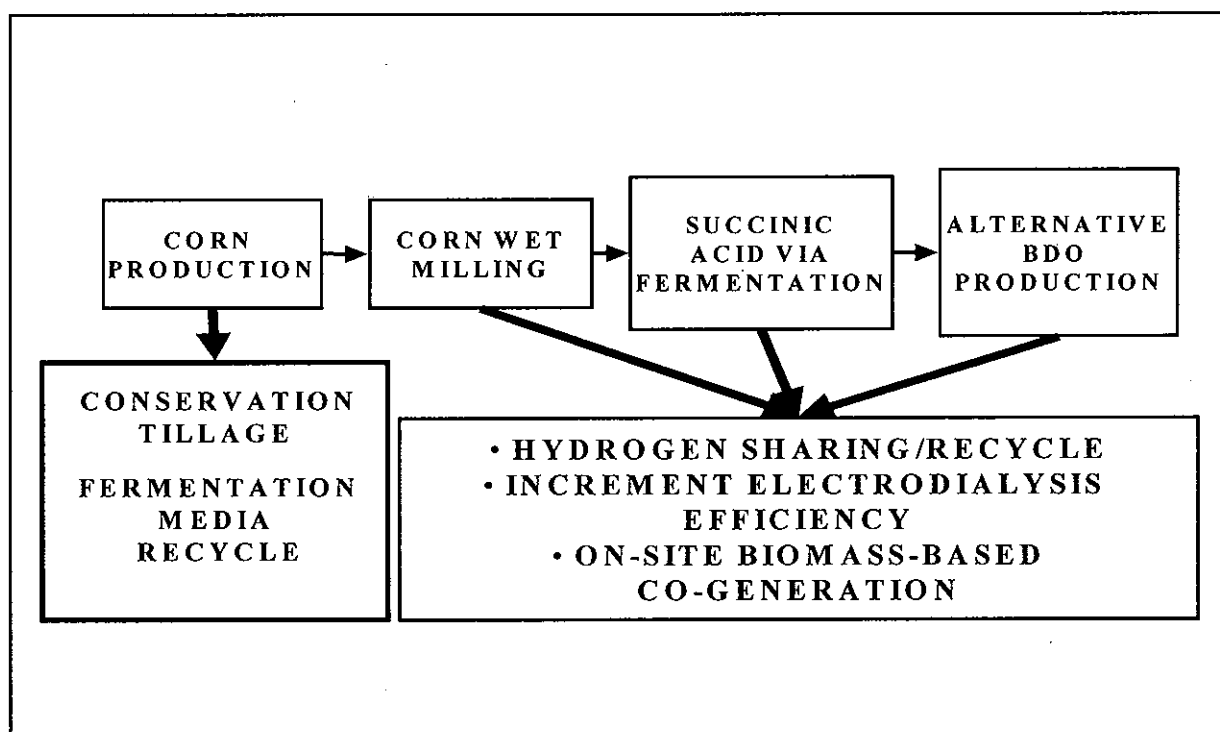 CORN
PRODUCTION
CORN WET
MILLING
SUCCINIC
ACID VIA
FERMENTATION
ALTERNATIVE
BDO
PRODUCTION
CONSERVATION
TILLAGE
FERMENTATION
MEDIA
RECYCLE
• HYDROGEN SHARING/RECYCLE
• INCREMENT ELECTRODIALYSIS
EFFICIENCY
• ON-SITE BIOMASS-BASED
CO-GENERATION